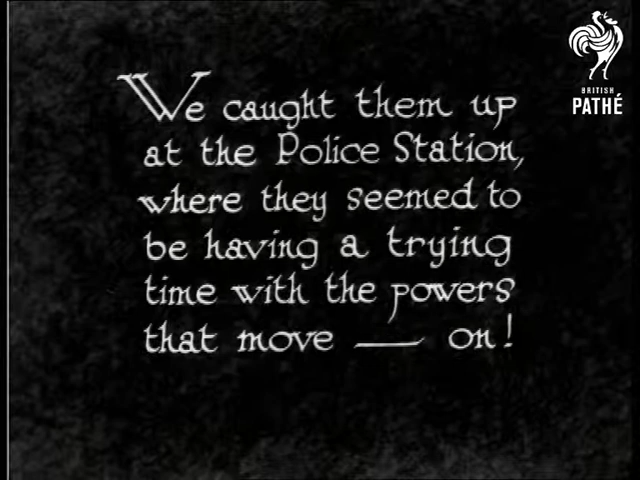 We caught them up
at the Police Station,
where they seemed to
be having a trying
time with the powers
that move — on!
BRITISH
PATHÉ